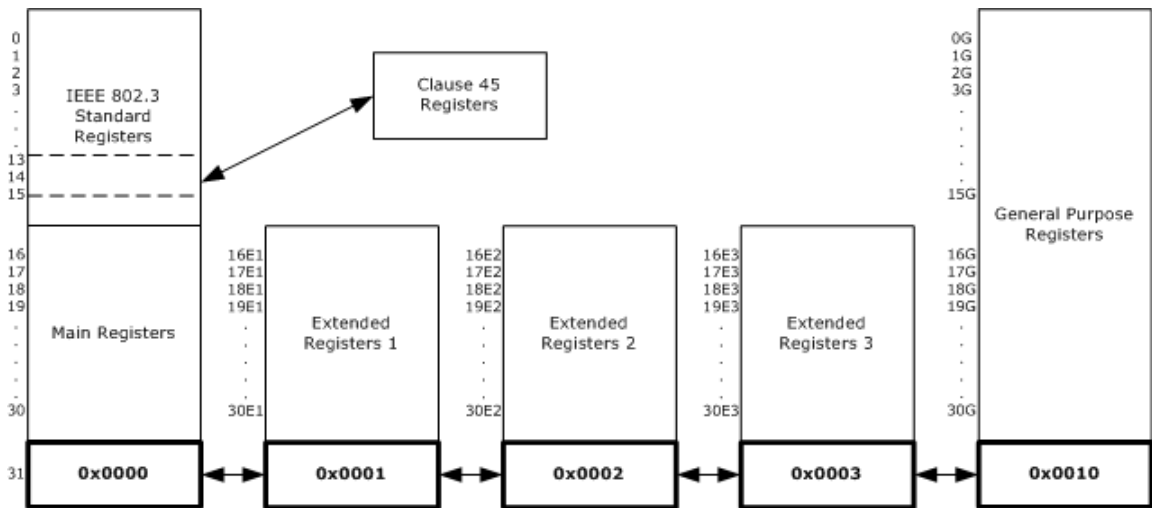 0
1
2
3
.
.
.
13
14
15
IEEE 802.3
Standard
Registers
Clause 45
Registers
0G
1G
2G
3G
.
.
.
.
.
15G
General Purpose
Registers
16
17
18
19
.
.
.
.
.
30
Main Registers
16E1
17E1
18E1
19E1
.
.
.
.
.
30E1
Extended
Registers 1
16E2
17E2
18E2
19E2
.
.
.
.
.
30E2
Extended
Registers 2
16E3
17E3
18E3
19E3
.
.
.
.
.
30E3
Extended
Registers 3
16G
17G
18G
19G
.
.
.
.
.
30G
31
0x0000
0x0001
0x0002
0x0003
0x0010